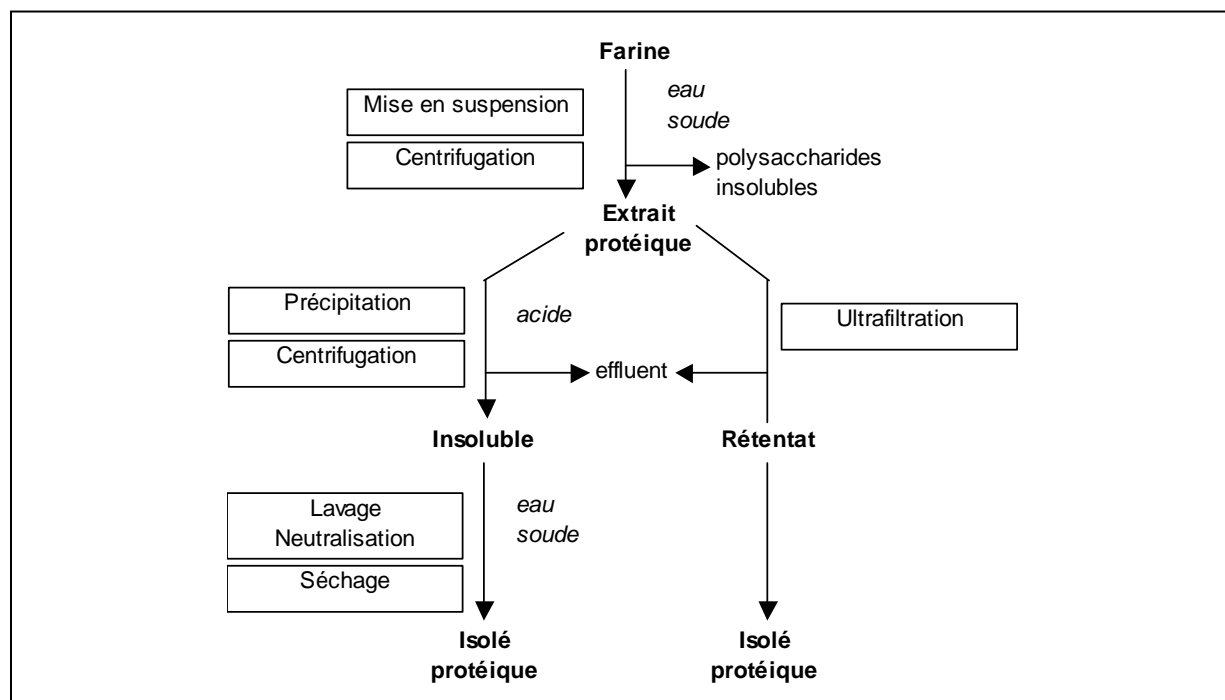 Farine
Mise en suspension
eau
soude
Centrifugation
polysaccharides
insolubles
Extrait
protéique
Précipitation
acide
Ultrafiltration
Centrifugation
effluent
Insoluble
Rétentat
Lavage
Neutralisation
eau
soude
Séchage
Isolé
protéique
Isolé
protéique